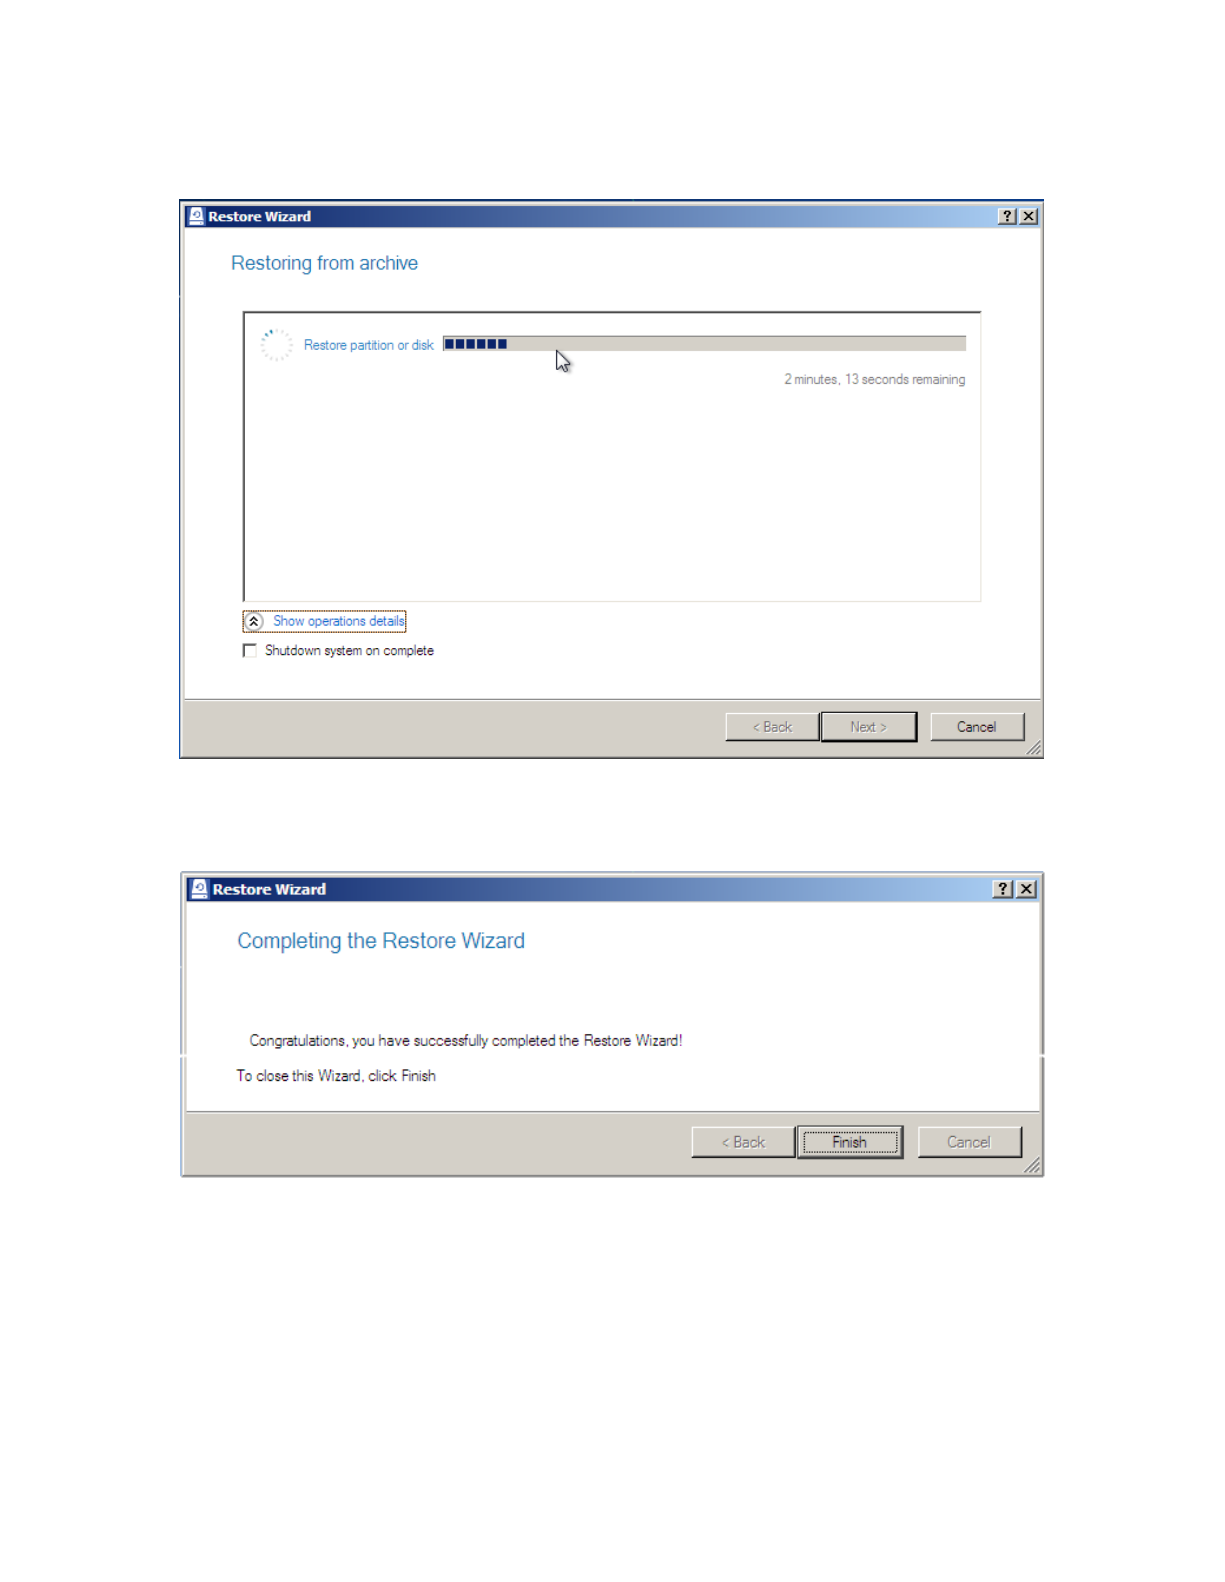 Restore Wizard
Restoring from archive
Restore partition or disk
2 minutes, 13 seconds remaining
Show operations details
Shutdown system on complete
< Back Next > Cancel
Restore Wizard
Completing the Restore Wizard
Congratulations, you have successfully completed the Restore Wizard!
To close this Wizard, click Finish
< Back Finish Cancel